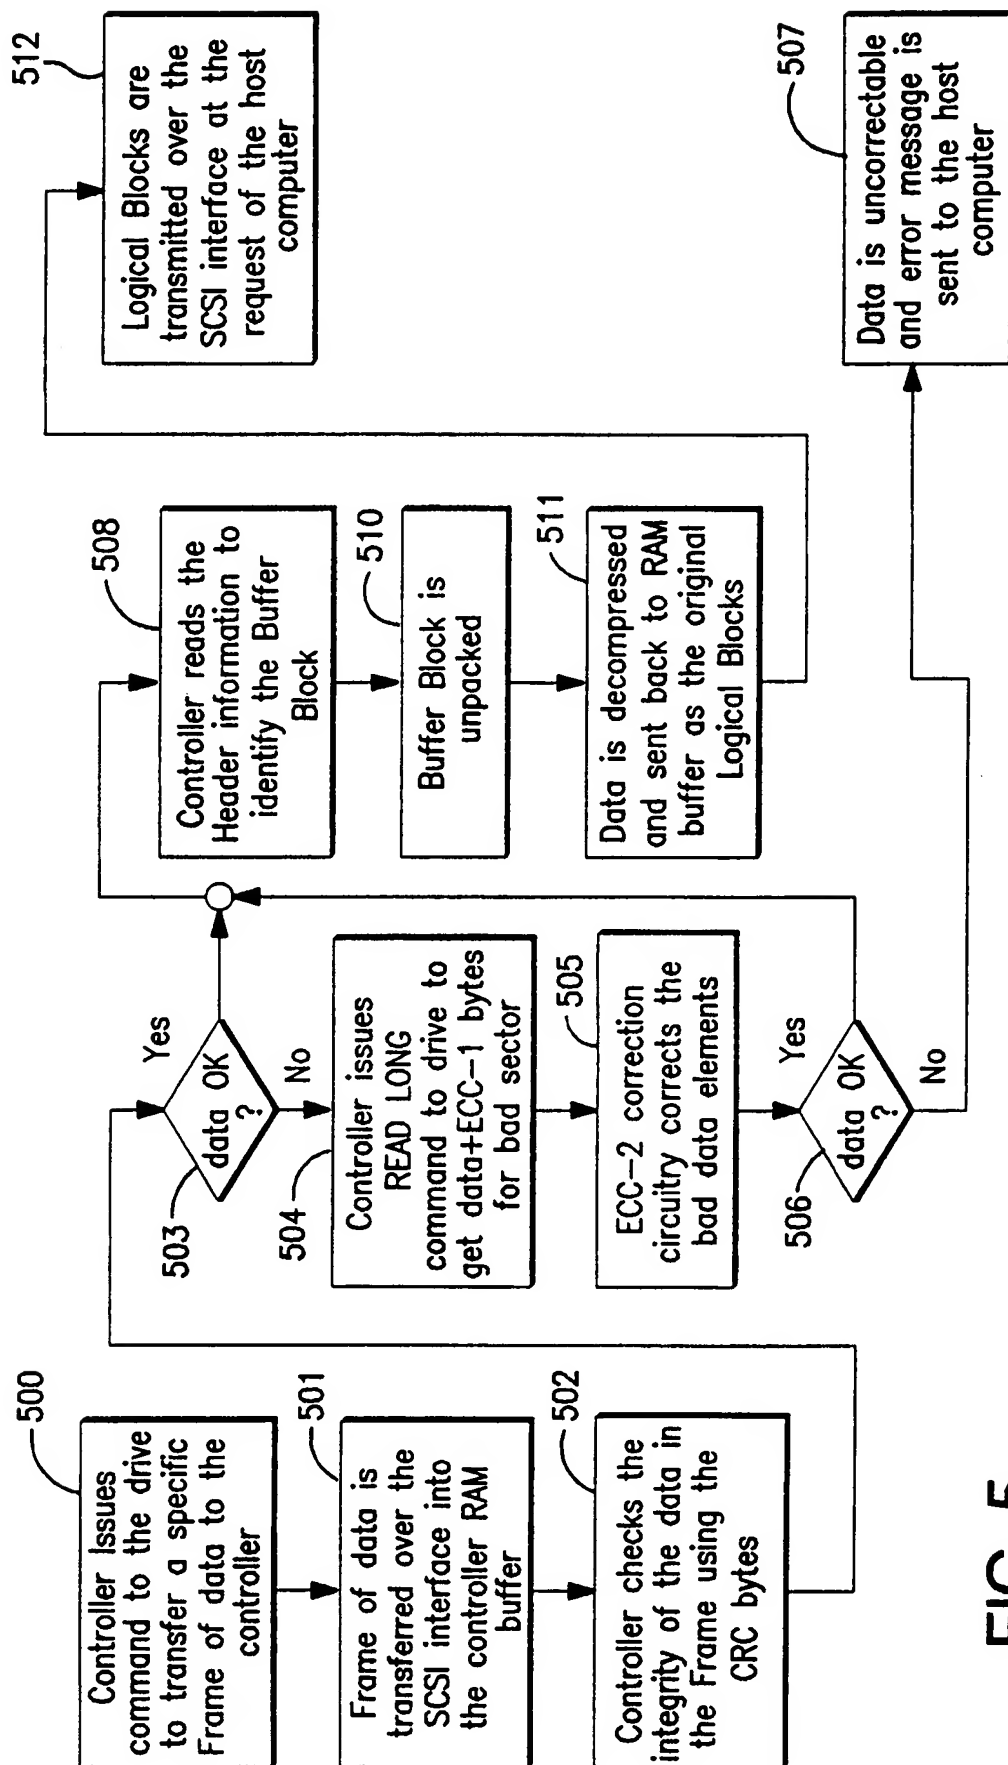 500
Controller Issues
command to the drive
to transfer a specific
Frame of data to the
controller
501
Frame of data is
transferred over the
SCSI interface into
the controller RAM
buffer
502
Controller checks the
integrity of the data in
the Frame using the
CRC bytes
503
data OK
?
Yes
No
504
Controller issues
READ LONG
command to drive to
get data+ECC-1 bytes
for bad sector
505
ECC-2 correction
circuitry corrects the
bad data elements
506
data OK
?
Yes
No
508
Controller reads the
Header information to
identify the Buffer
Block
510
Buffer Block is
unpacked
511
Data is decompressed
and sent back to RAM
buffer as the original
Logical Blocks
512
Logical Blocks are
transmitted over the
SCSI interface at the
request of the host
computer
507
Data is uncorrectable
and error message is
sent to the host
computer
FIG. 5